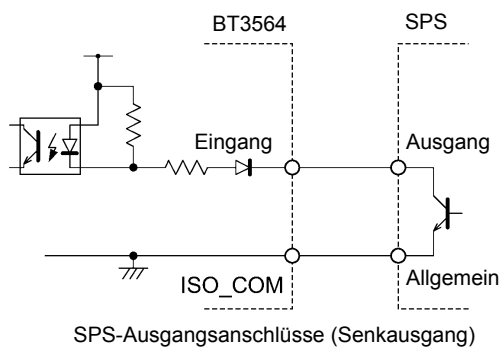 BT3564
SPS
Eingang
Ausgang
ISO_COM
Allgemein
SPS-Ausgangsanschlüsse (Senkausgang)